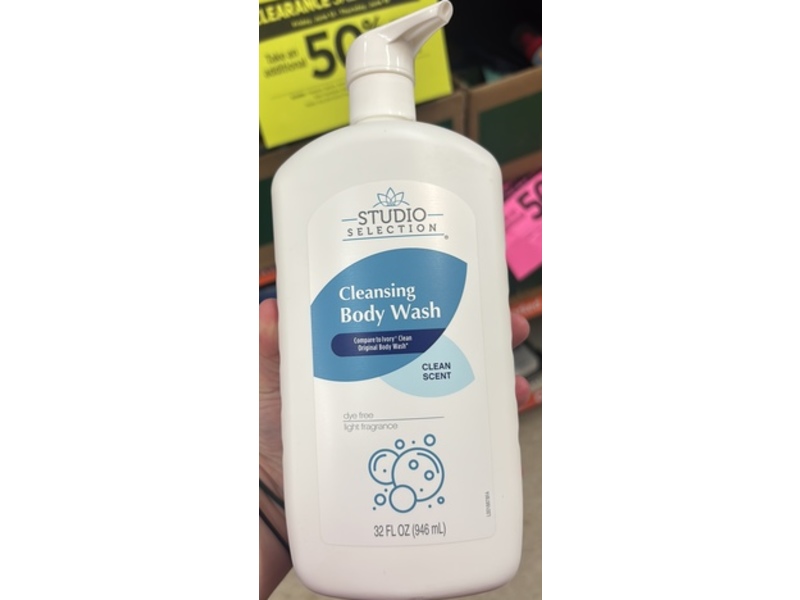 CLEARANCE
Take an
additional
50%
50
STUDIO
SELECTION®
Cleansing
Body Wash
Compare to Ivory® Clean
Original Body Wash*
CLEAN
SCENT
dye free
light fragrance
32 FL OZ (946 mL)